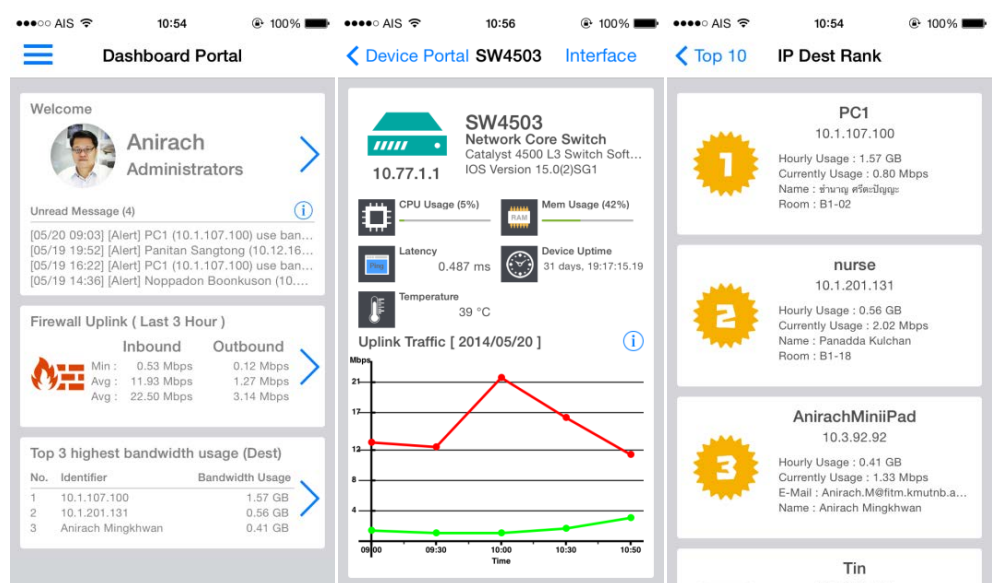 AIS 10:54 100%
Dashboard Portal
Welcome
Anirach
Administrators
Unread Message (4)
[05/20 09:03] [Alert] PC1 (10.1.107.100) use ban...
[05/19 19:52] [Alert] Panitan Sangtong (10.12.16...
[05/19 16:22] [Alert] PC1 (10.1.107.100) use ban...
[05/19 14:36] [Alert] Noppadon Boonkuson (10....
Firewall Uplink ( Last 3 Hour )
Inbound Outbound
Min : 0.53 Mbps 0.12 Mbps
Avg : 11.93 Mbps 1.27 Mbps
Avg : 22.50 Mbps 3.14 Mbps
Top 3 highest bandwidth usage (Dest)
No. Identifier Bandwidth Usage
1 10.1.107.100 1.57 GB
2 10.1.201.131 0.56 GB
3 Anirach Mingkhwan 0.41 GB
AIS 10:56 100%
Device Portal SW4503 Interface
SW4503
Network Core Switch
Catalyst 4500 L3 Switch Soft...
IOS Version 15.0(2)SG1
10.77.1.1
CPU Usage (5%) Mem Usage (42%)
RAM
Latency
Ping
0.487 ms
Device Uptime
31 days, 19:17:15.19
Temperature
39 °C
Uplink Traffic [ 2014/05/20 ]
Mbps
21
17
12
8
4
09:00 09:30 10:00 10:30 10:50
Time
AIS 10:54 100%
Top 10 IP Dest Rank
1
PC1
10.1.107.100
Hourly Usage : 1.57 GB
Currently Usage : 0.80 Mbps
Name : ชำนาญ ศรีตะปัญญะ
Room : B1-02
2
nurse
10.1.201.131
Hourly Usage : 0.56 GB
Currently Usage : 2.02 Mbps
Name : Panadda Kulchan
Room : B1-18
3
AnirachMiniiPad
10.3.92.92
Hourly Usage : 0.41 GB
Currently Usage : 1.33 Mbps
E-Mail : Anirach.M@fitm.kmutnb.a...
Name : Anirach Mingkhwan
Tin